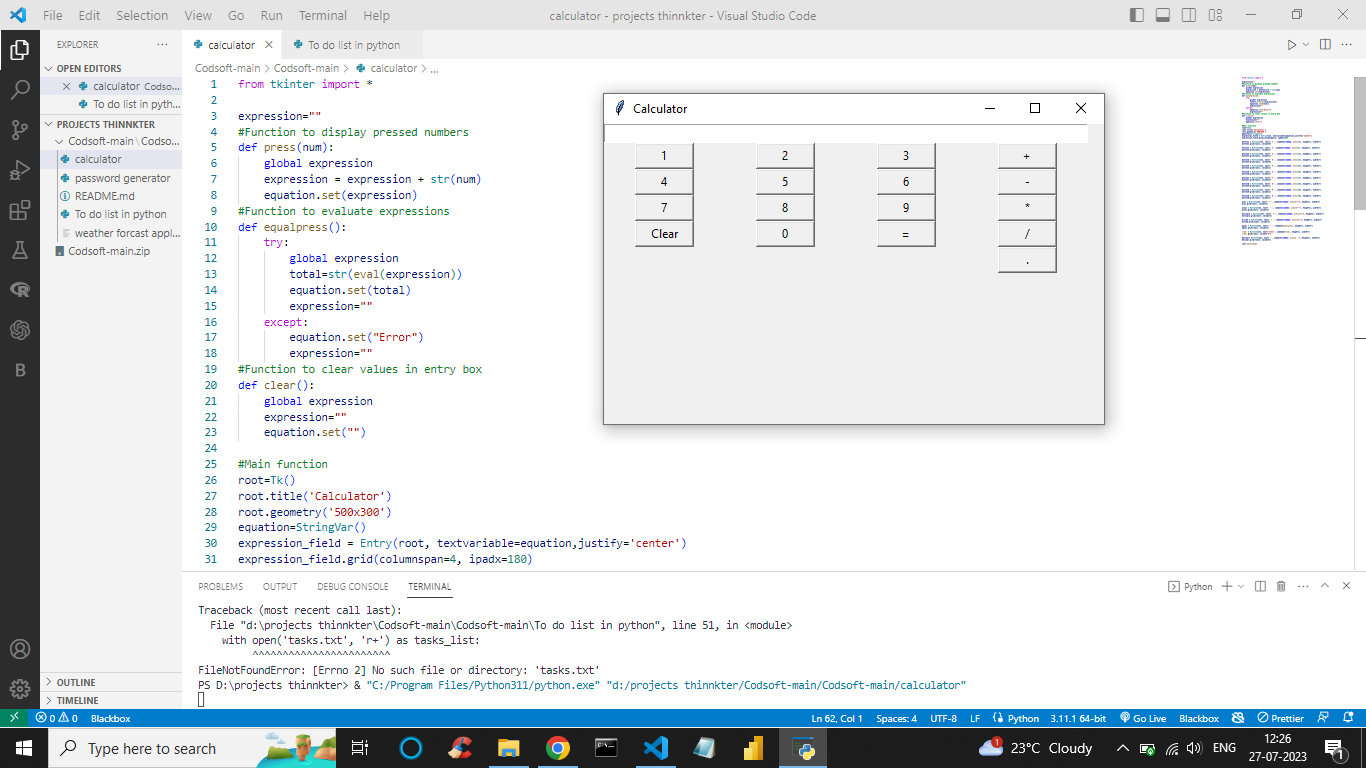 File Edit Selection View Go Run Terminal Help
calculator - projects thinnkter - Visual Studio Code
EXPLORER
OPEN EDITORS
calculator Codso...
To do list in pyth...
PROJECTS THINNKTER
Codsoft-main \ Codso...
calculator
password generator
README.md
To do list in python
weather forcast appl...
Codsoft-main.zip
OUTLINE
TIMELINE
calculator
To do list in python
Codsoft-main > Codsoft-main > calculator > ...
1 from tkinter import *
2
3 expression=""
4 #Function to display pressed numbers
5 def press(num):
6 global expression
7 expression = expression + str(num)
8 equation.set(expression)
9 #Function to evaluate expressions
10 def equalpress():
11 try:
12 global expression
13 total=str(eval(expression))
14 equation.set(total)
15 expression=""
16 except:
17 equation.set("Error")
18 expression=""
19 #Function to clear values in entry box
20 def clear():
21 global expression
22 expression=""
23 equation.set("")
24
25 #Main function
26 root=Tk()
27 root.title('Calculator')
28 root.geometry('500x300')
29 equation=StringVar()
30 expression_field = Entry(root, textvariable=equation,justify='center')
31 expression_field.grid(columnspan=4, ipadx=180)
Calculator
1 2 3 +
4 5 6 -
7 8 9 *
Clear 0 = /
.
PROBLEMS OUTPUT DEBUG CONSOLE TERMINAL
Python
Traceback (most recent call last):
File "d:\projects thinnkter\Codsoft-main\Codsoft-main\To do list in python", line 51, in <module>
with open('tasks.txt', 'r+') as tasks_list:
^^^^^^^^^^^^^^^^^^^^^^^
FileNotFoundError: [Errno 2] No such file or directory: 'tasks.txt'
PS D:\projects thinnkter> & "C:/Program Files/Python311/python.exe" "d:/projects thinnkter/Codsoft-main/Codsoft-main/calculator"
0 0 Blackbox
Ln 62, Col 1 Spaces: 4 UTF-8 LF Python 3.11.1 64-bit Go Live Blackbox Prettier
Type here to search
23°C Cloudy
ENG
12:26
27-07-2023
1
1